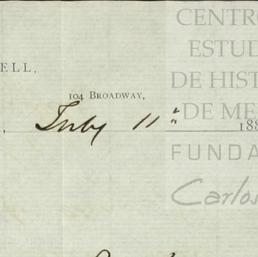 CENTRO
ESTUD
ELL,
DE HIST
104 BROADWAY,
DE ME
July 11th
188
FUNDA
Carlos